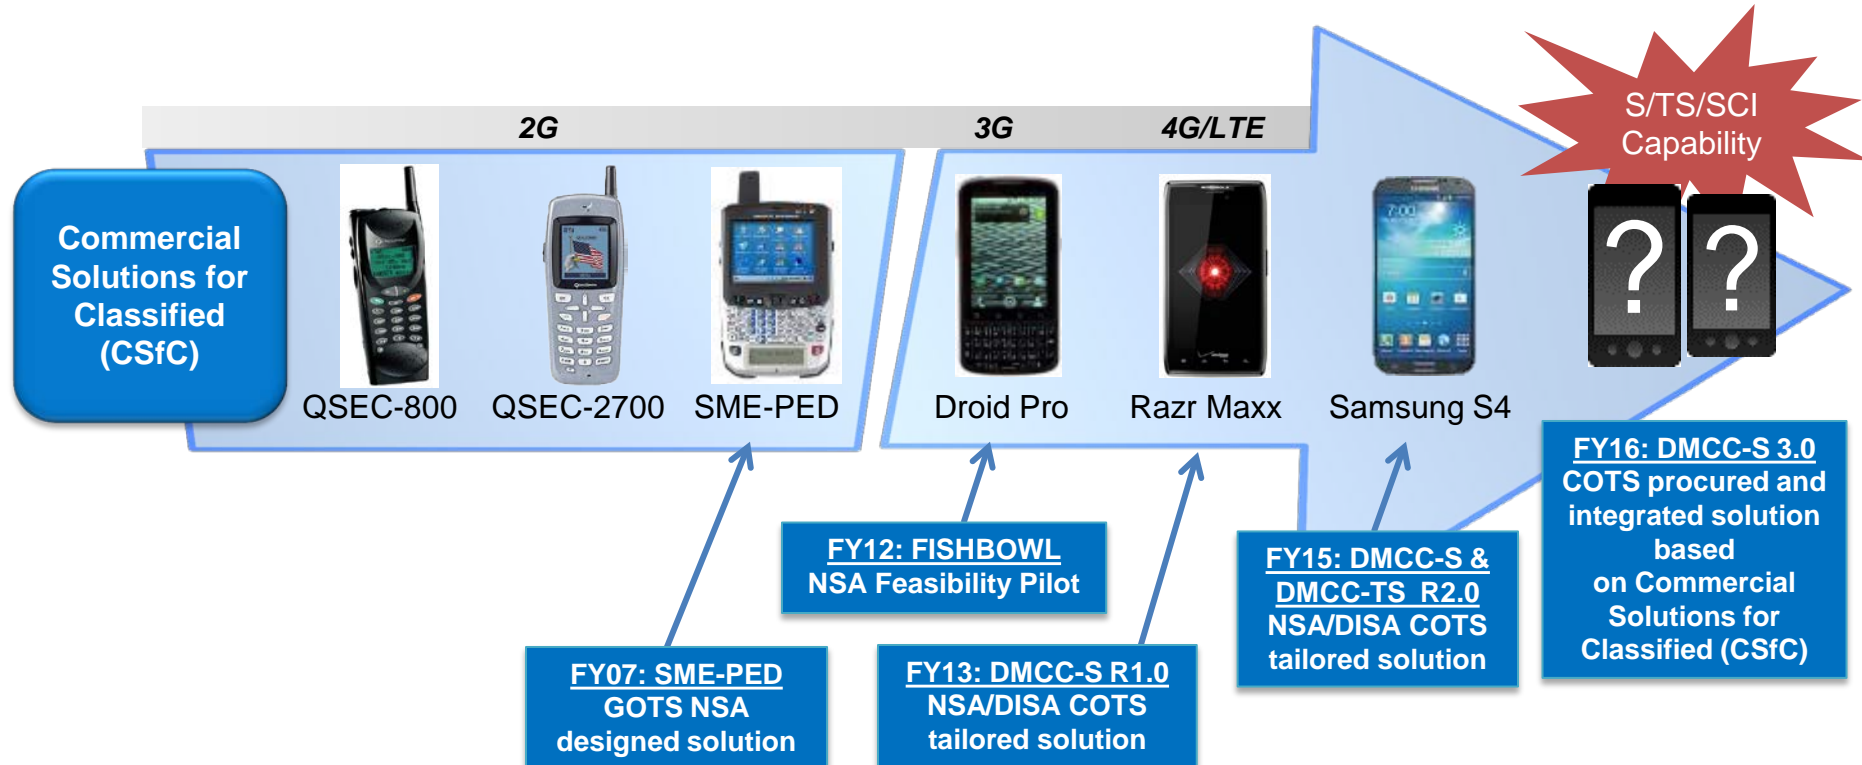 2G
3G
4G/LTE
S/TS/SCI
Capability
Commercial
Solutions for
Classified
(CSfC)
7:00
?
?
QSEC-800
QSEC-2700
SME-PED
Droid Pro
Razr Maxx
Samsung S4
FY07: SME-PED
GOTS NSA
designed solution
FY12: FISHBOWL
NSA Feasibility Pilot
FY13: DMCC-S R1.0
NSA/DISA COTS
tailored solution
FY15: DMCC-S &
DMCC-TS R2.0
NSA/DISA COTS
tailored solution
FY16: DMCC-S 3.0
COTS procured and
integrated solution
based
on Commercial
Solutions for
Classified (CSfC)